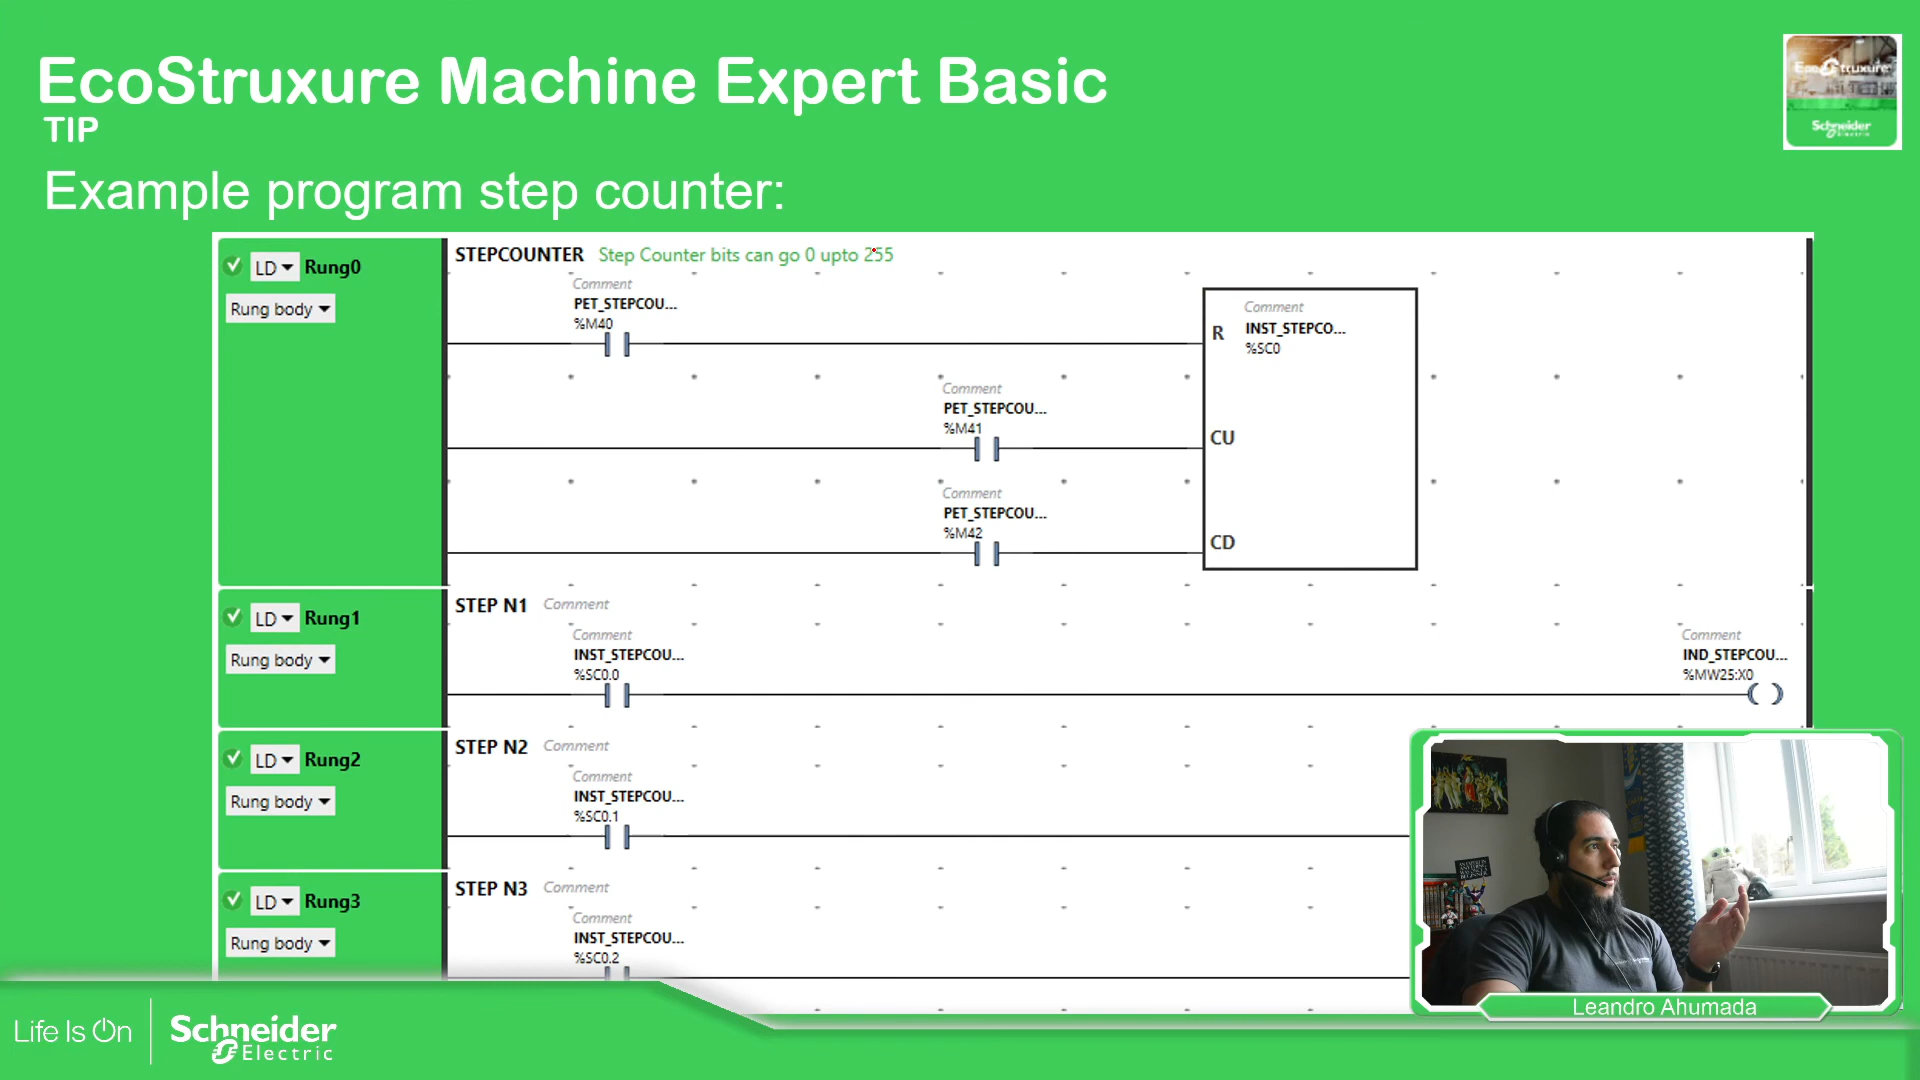 EcoStruxure Machine Expert Basic
TIP
Example program step counter:
EcoStruxure
Schneider
Electric
LD Rung0
Rung body
STEPCOUNTER Step Counter bits can go 0 upto 255
Comment
PET_STEPCOU...
%M40
R
Comment
INST_STEPCO...
%SC0
Comment
PET_STEPCOU...
%M41
CU
Comment
PET_STEPCOU...
%M42
CD
LD Rung1
Rung body
STEP N1 Comment
Comment
INST_STEPCOU...
%SC0.0
Comment
IND_STEPCOU...
%MW25:X0
LD Rung2
Rung body
STEP N2 Comment
Comment
INST_STEPCOU...
%SC0.1
LD Rung3
Rung body
STEP N3 Comment
Comment
INST_STEPCOU...
%SC0.2
Leandro Ahumada
Life Is On
Schneider
Electric